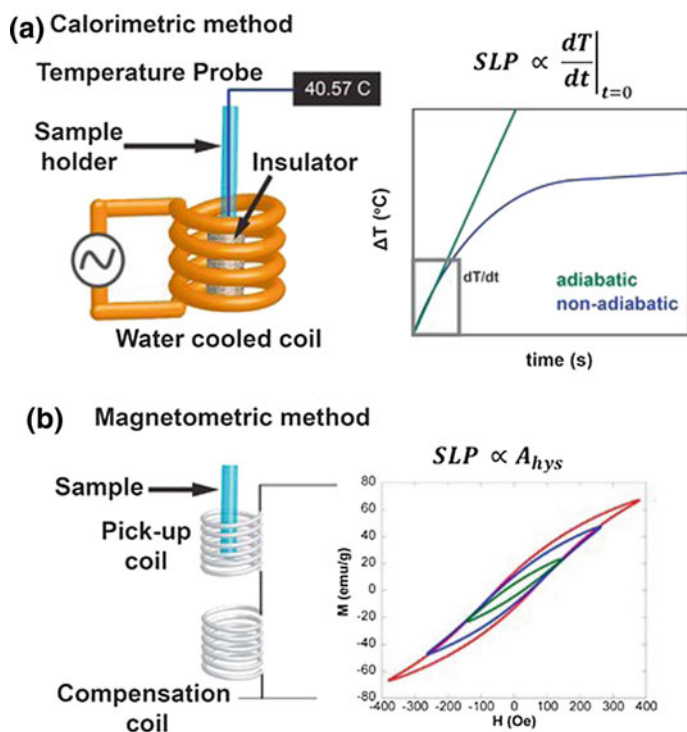 (a) Calorimetric method
Temperature Probe
40.57 C
Sample
holder
Insulator
Water cooled coil
SLP ∝ dT/dt|t=0
ΔT (°C)
dT/dt
adiabatic
non-adiabatic
time (s)
(b) Magnetometric method
Sample
Pick-up
coil
Compensation
coil
SLP ∝ Ahys
M (emu/g)
80
60
40
20
0
-20
-40
-60
-80
-400 -300 -200 -100 0 100 200 300 400
H (Oe)